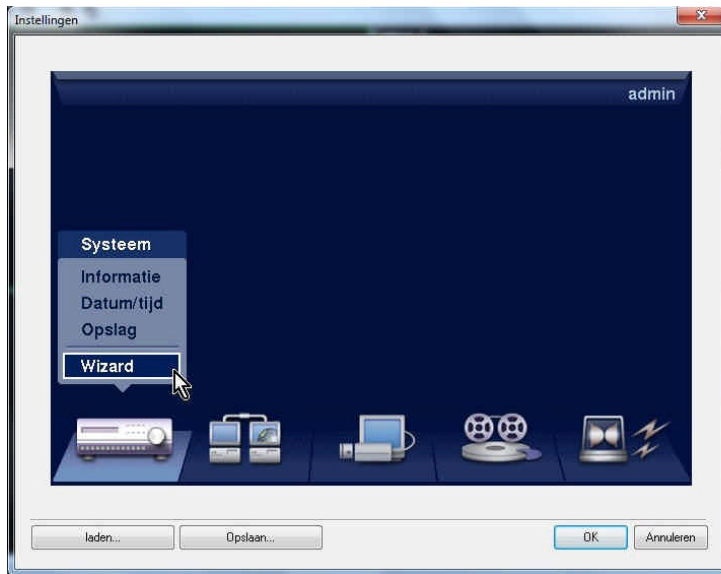 Instellingen
admin
Systeem
Informatie
Datum/tijd
Opslag
Wizard
laden...
Opslaan...
OK
Annuleren